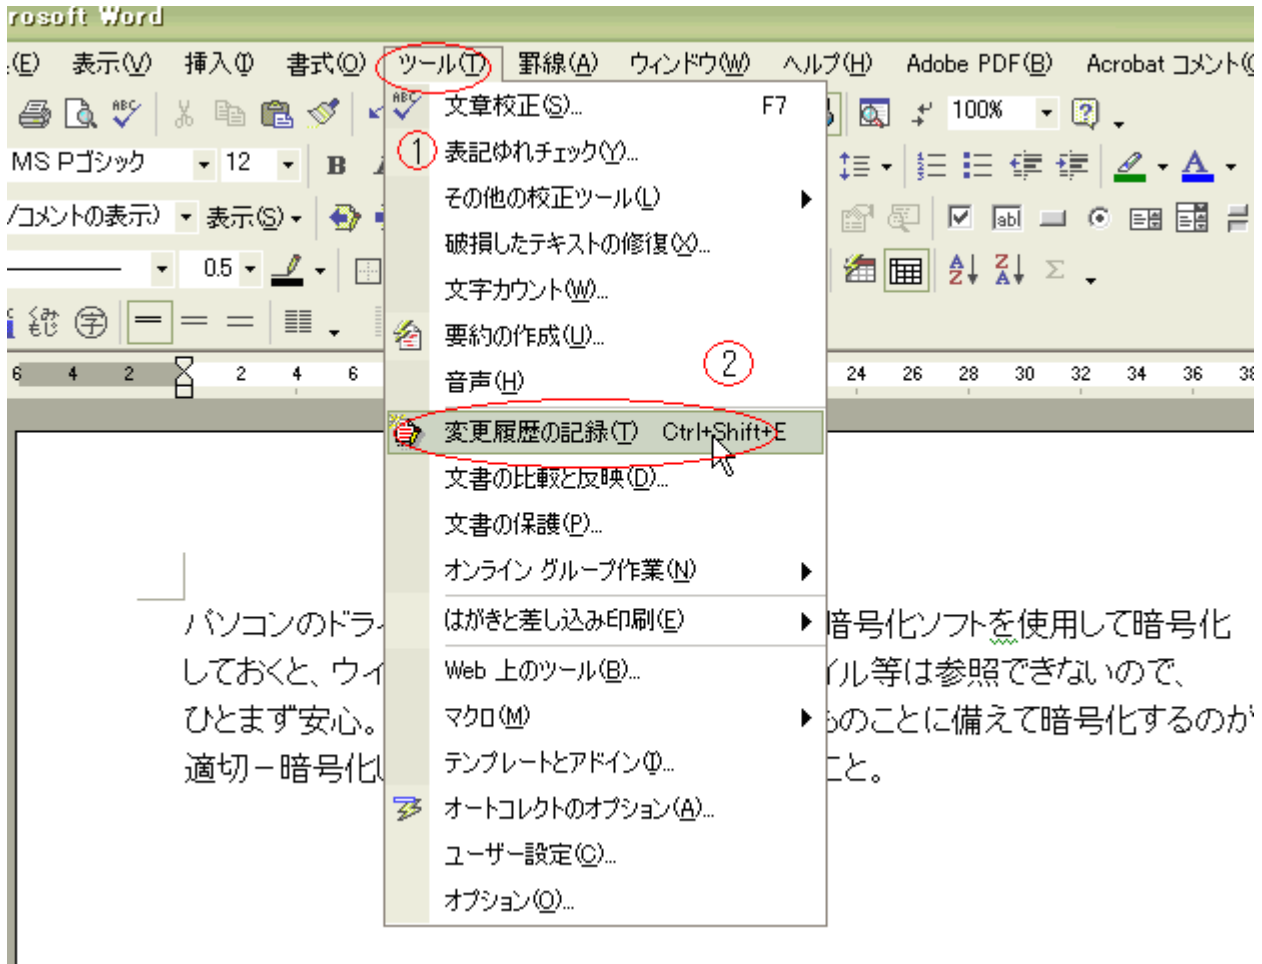 rosoft Word
(E) 表示(V) 挿入(I) 書式(O) ツール(T) 罫線(A) ウィンドウ(W) ヘルプ(H) Adobe PDF(B) Acrobat コメント(
100%
MS Pゴシック 12 B
/コメントの表示) 表示(S)
abl
0.5
A Z Z A Σ
くみ もじ 字
6 4 2 2 4 6 24 26 28 30 32 34 36 38
①
②
ABC 文章校正(S)... F7
表記ゆれチェック(Y)...
その他の校正ツール(L)
破損したテキストの修復(X)...
文字カウント(W)...
要約の作成(U)...
音声(H)
変更履歴の記録(T) Ctrl+Shift+E
文書の比較と反映(D)...
文書の保護(P)...
オンライン グループ作業(N)
はがきと差し込み印刷(E)
Web 上のツール(B)...
マクロ(M)
テンプレートとアドイン(I)...
オートコレクトのオプション(A)...
ユーザー設定(C)...
オプション(O)...
パソコンのドラ 暗号化ソフトを使用して暗号化
しておくと、ウィ イル等は参照できないので、
ひとまず安心。 のことに備えて暗号化するのが
適切－暗号化 こと。